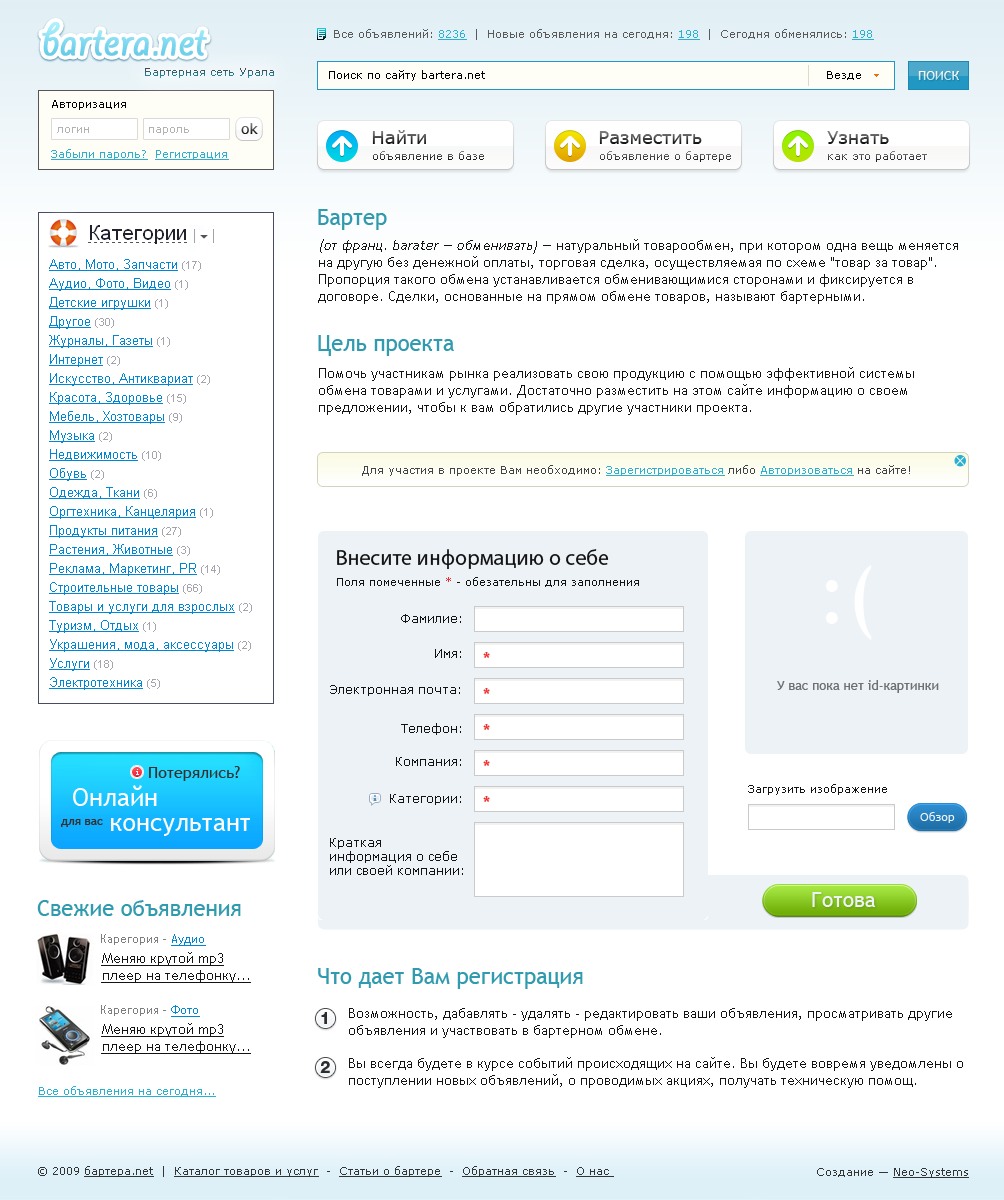 bartera.net
Бартерная сеть Урала
Все объявлений: 8236 | Новые объявления на сегодня: 198 | Сегодня обменялись: 198
Поиск по сайту bartera.net
Везде
ПОИСК
Авторизация
логин
пароль
ok
Забыли пароль? Регистрация
Найти
объявление в базе
Разместить
объявление о бартере
Узнать
как это работает
Категории
Авто, Мото, Запчасти (17)
Аудио, Фото, Видео (1)
Детские игрушки (1)
Другое (30)
Журналы, Газеты (1)
Интернет (2)
Искусство, Антиквариат (2)
Красота, Здоровье (15)
Мебель, Хозтовары (9)
Музыка (2)
Недвижимость (10)
Обувь (2)
Одежда, Ткани (6)
Оргтехника, Канцелярия (1)
Продукты питания (27)
Растения, Животные (3)
Реклама, Маркетинг, PR (14)
Строительные товары (66)
Товары и услуги для взрослых (2)
Туризм, Отдых (1)
Украшения, мода, аксессуары (2)
Услуги (18)
Электротехника (5)
i Потерялись?
Онлайн
для вас консультант
Свежие объявления
Карегория - Аудио
Меняю крутой mp3
плеер на телефонку...
Карегория - Фото
Меняю крутой mp3
плеер на телефонку...
Все объявления на сегодня...
Бартер
(от франц. barater – обменивать) – натуральный товарообмен, при котором одна вещь меняется
на другую без денежной оплаты, торговая сделка, осуществляемая по схеме "товар за товар".
Пропорция такого обмена устанавливается обменивающимися сторонами и фиксируется в
договоре. Сделки, основанные на прямом обмене товаров, называют бартерными.
Цель проекта
Помочь участникам рынка реализовать свою продукцию с помощью эффективной системы
обмена товарами и услугами. Достаточно разместить на этом сайте информацию о своем
предложении, чтобы к вам обратились другие участники проекта.
Для участия в проекте Вам необходимо: Зарегистрироваться либо Авторизоваться на сайте!
Внесите информацию о себе
Поля помеченные * - обезательны для заполнения
Фамилие:
Имя: *
Электронная почта: *
Телефон: *
Компания: *
i Категории: *
Краткая
информация о себе
или своей компании:
:(
У вас пока нет id-картинки
Загрузить изображение
Обзор
Готова
Что дает Вам регистрация
1 Возможность, дабавлять - удалять - редактировать ваши объявления, просматривать другие
объявления и участвовать в бартерном обмене.
2 Вы всегда будете в курсе событий происходящих на сайте. Вы будете вовремя уведомлены о
поступлении новых объявлений, о проводимых акциях, получать техническую помощ.
© 2009 бартера.net | Каталог товаров и услуг - Статьи о бартере - Обратная связь - О нас
Создание — Neo-Systems